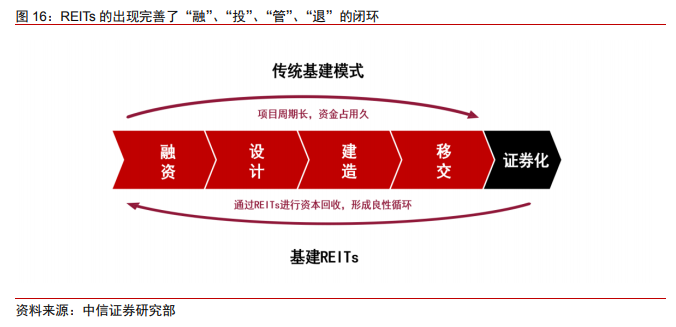 图 16：REITs 的出现完善了“融”、“投”、“管”、“退”的闭环
传统基建模式
项目周期长，资金占用久
融资
设计
建造
移交
证券化
通过REITs进行资本回收，形成良性循环
基建REITs
资料来源：中信证券研究部